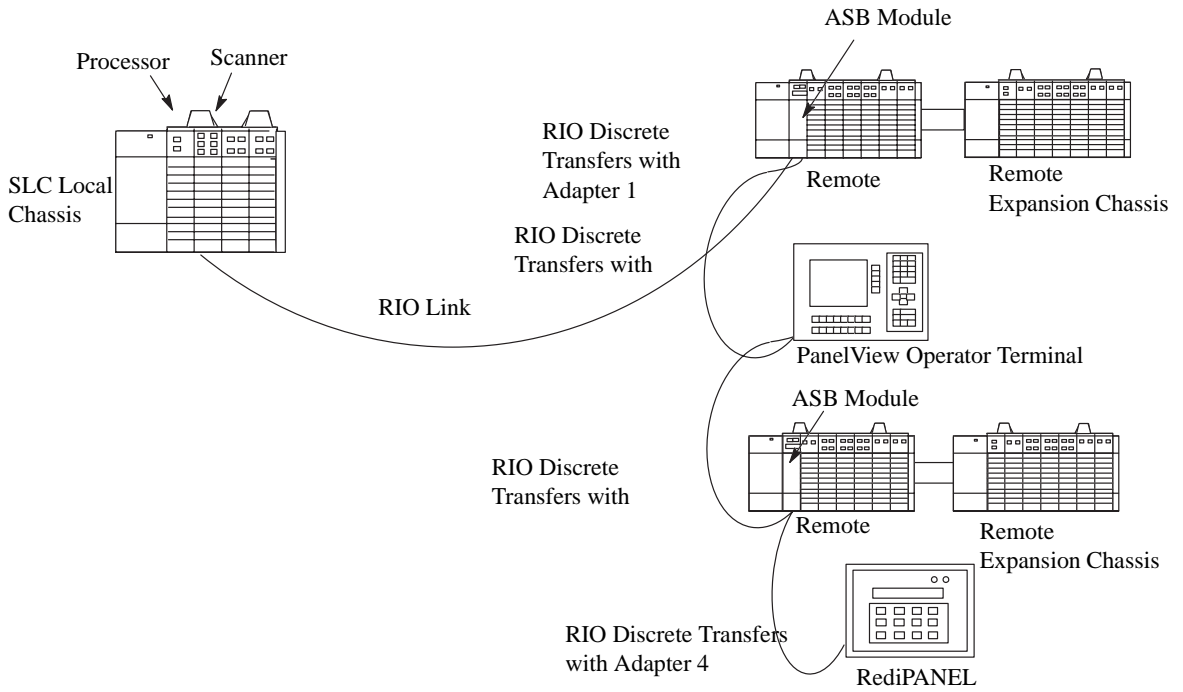 ASB Module
Processor
Scanner
RIO Discrete
Transfers with
Adapter 1
SLC Local
Chassis
Remote
Remote
Expansion Chassis
RIO Discrete
Transfers with
RIO Link
PanelView Operator Terminal
ASB Module
RIO Discrete
Transfers with
Remote
Remote
Expansion Chassis
RIO Discrete Transfers
with Adapter 4
RediPANEL